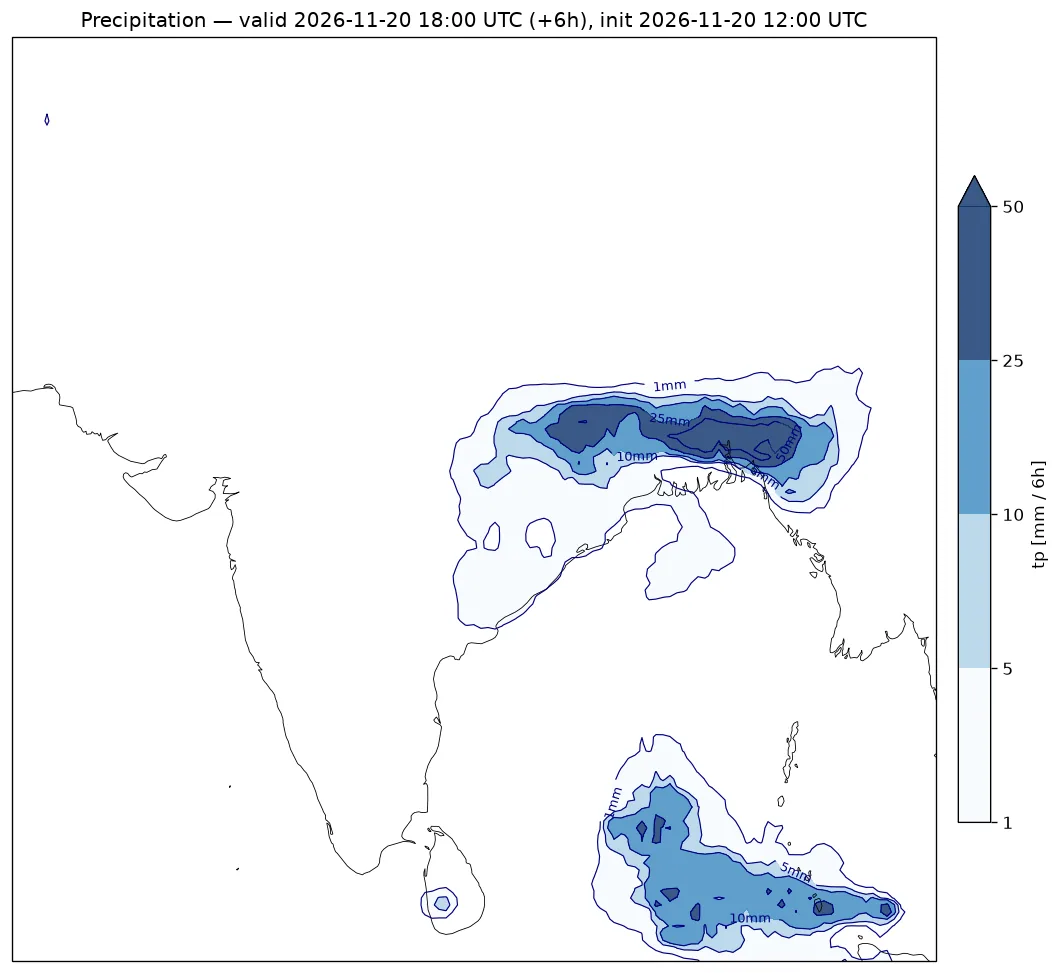 Precipitation — valid 2026-11-20 18:00 UTC (+6h), init 2026-11-20 12:00 UTC
50
25
10
5
1
tp [mm / 6h]
1mm
25mm
50mm
10mm
1mm
5mm
10mm